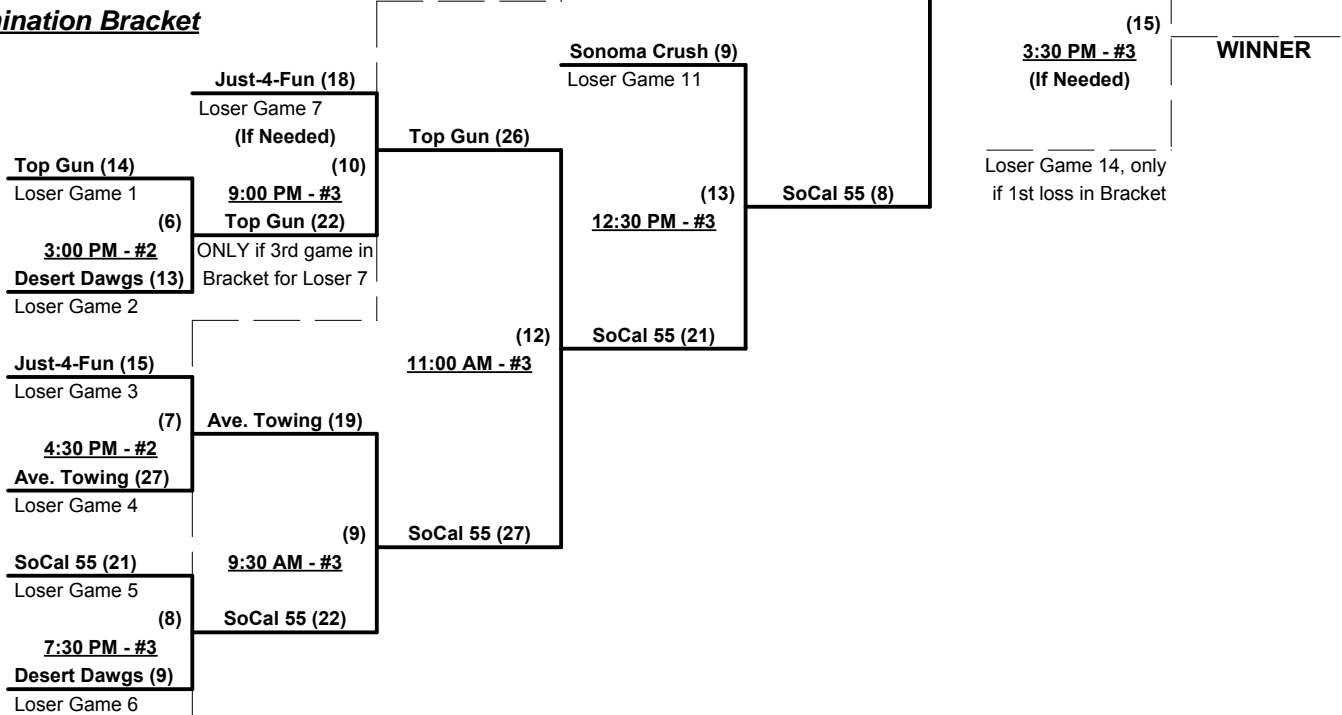 ination Bracket
(15)
3:30 PM - #3
(If Needed)
WINNER
Loser Game 14, only
if 1st loss in Bracket
Sonoma Crush (9)
Loser Game 11
Just-4-Fun (18)
Loser Game 7
(If Needed)
(10)
9:00 PM - #3
Top Gun (22)
ONLY if 3rd game in
Bracket for Loser 7
Top Gun (26)
Top Gun (14)
Loser Game 1
(6)
3:00 PM - #2
Desert Dawgs (13)
Loser Game 2
(13)
12:30 PM - #3
SoCal 55 (8)
(12)
11:00 AM - #3
SoCal 55 (21)
Just-4-Fun (15)
Loser Game 3
(7)
4:30 PM - #2
Ave. Towing (27)
Loser Game 4
Ave. Towing (19)
(9)
9:30 AM - #3
SoCal 55 (27)
SoCal 55 (21)
Loser Game 5
(8)
7:30 PM - #3
Desert Dawgs (9)
Loser Game 6
SoCal 55 (22)